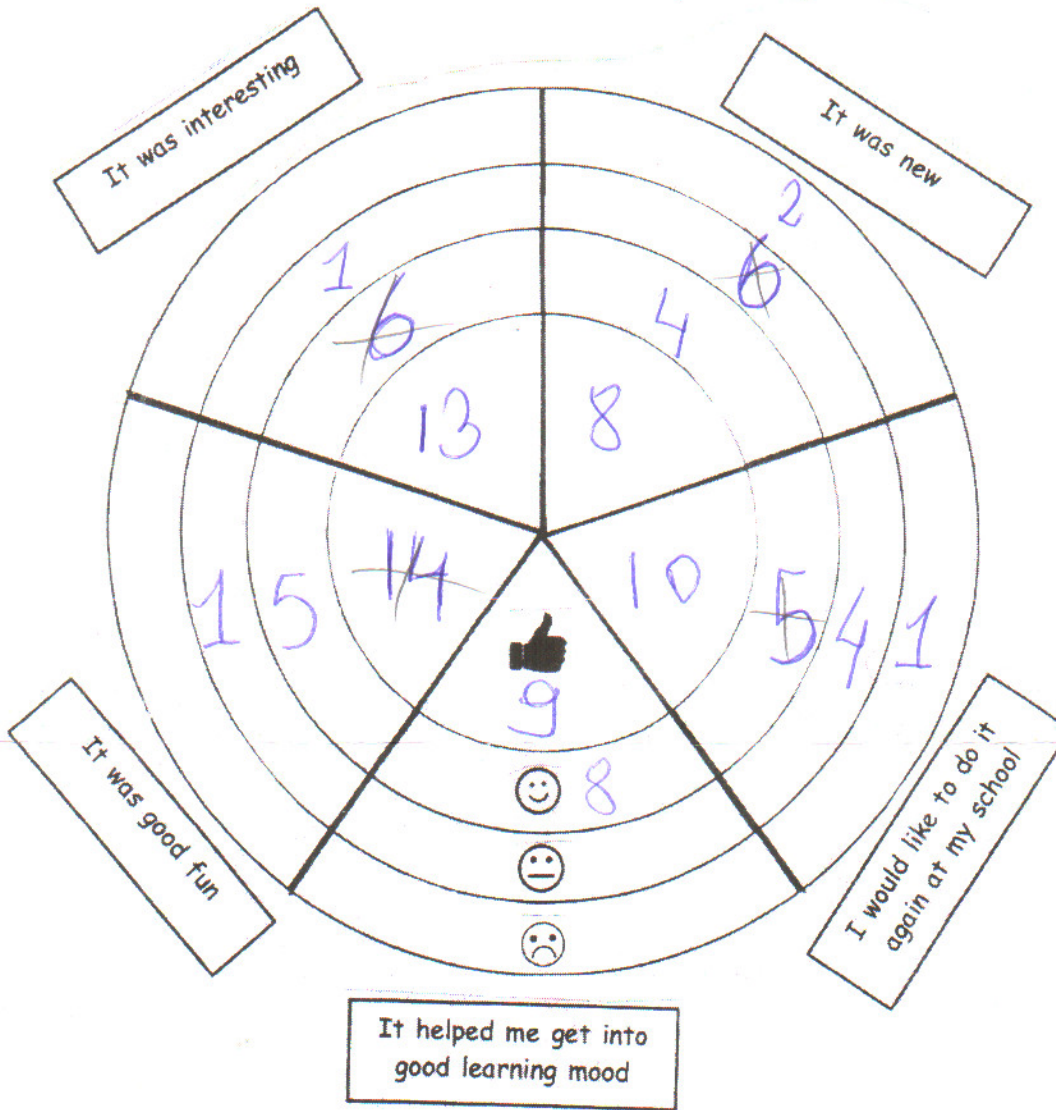 It was interesting
It was new
2
1
6
6
4
13
8
14
10
1
5
5
4
1
9
8
It was good fun
I would like to do it
again at my school
It helped me get into
good learning mood